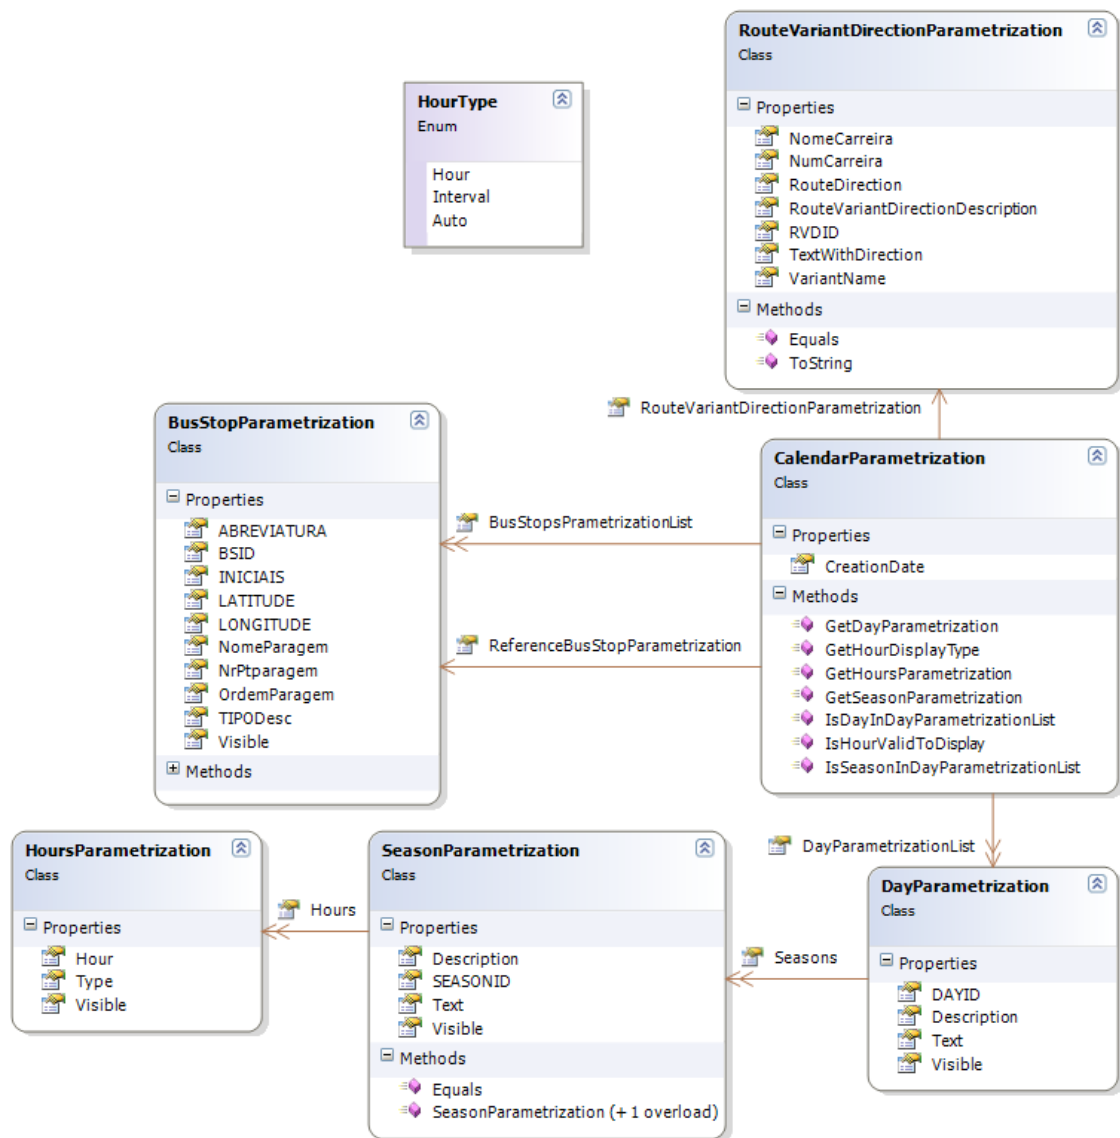 RouteVariantDirectionParametrization
Class
Properties
NomeCarreira
NumCarreira
RouteDirection
RouteVariantDirectionDescription
RVDID
TextWithDirection
VariantName
Methods
Equals
ToString
HourType
Enum
Hour
Interval
Auto
RouteVariantDirectionParametrization
BusStopParametrization
Class
Properties
ABREVIATURA
BSID
INICIAIS
LATITUDE
LONGITUDE
NomeParagem
NrPtparagem
OrdemParagem
TIPODesc
Visible
Methods
BusStopsPrametrizationList
ReferenceBusStopParametrization
CalendarParametrization
Class
Properties
CreationDate
Methods
GetDayParametrization
GetHourDisplayType
GetHoursParametrization
GetSeasonParametrization
IsDayInDayParametrizationList
IsHourValidToDisplay
IsSeasonInDayParametrizationList
DayParametrizationList
HoursParametrization
Class
Properties
Hour
Type
Visible
Hours
SeasonParametrization
Class
Properties
Description
SEASONID
Text
Visible
Methods
Equals
SeasonParametrization (+ 1 overload)
Seasons
DayParametrization
Class
Properties
DAYID
Description
Text
Visible